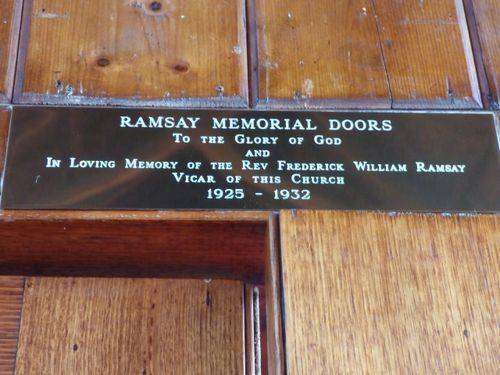 RAMSAY MEMORIAL DOORS
TO THE GLORY OF GOD
AND
IN LOVING MEMORY OF THE REV FREDERICK WILLIAM RAMSAY
VICAR OF THIS CHURCH
1925 - 1932